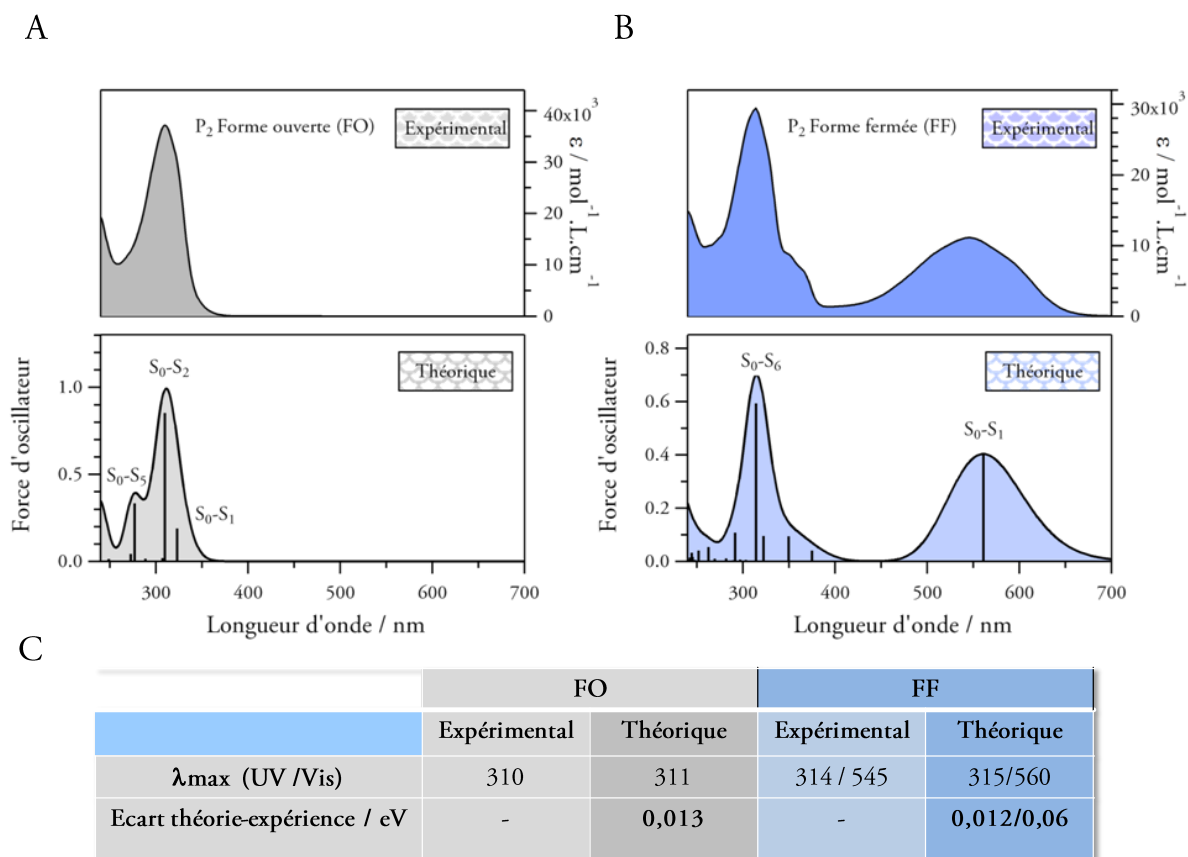 A
B
P2 Forme ouverte (FO)
Expérimental
40x10³
30
20
10
0
ε / mol⁻¹.L.cm⁻¹
P2 Forme fermée (FF)
Expérimental
30x10³
20
10
0
ε / mol⁻¹.L.cm⁻¹
Force d'oscillateur
1.0
0.5
0.0
S0-S2
S0-S5
S0-S1
Théorique
300
400
500
600
700
Longueur d'onde / nm
Force d'oscillateur
0.8
0.6
0.4
0.2
0.0
S0-S6
S0-S1
Théorique
300
400
500
600
700
Longueur d'onde / nm
C
FO FF
Expérimental Théorique Expérimental Théorique
λmax (UV /Vis) 310 311 314 / 545 315/560
Ecart théorie-expérience / eV - 0,013 - 0,012/0,06